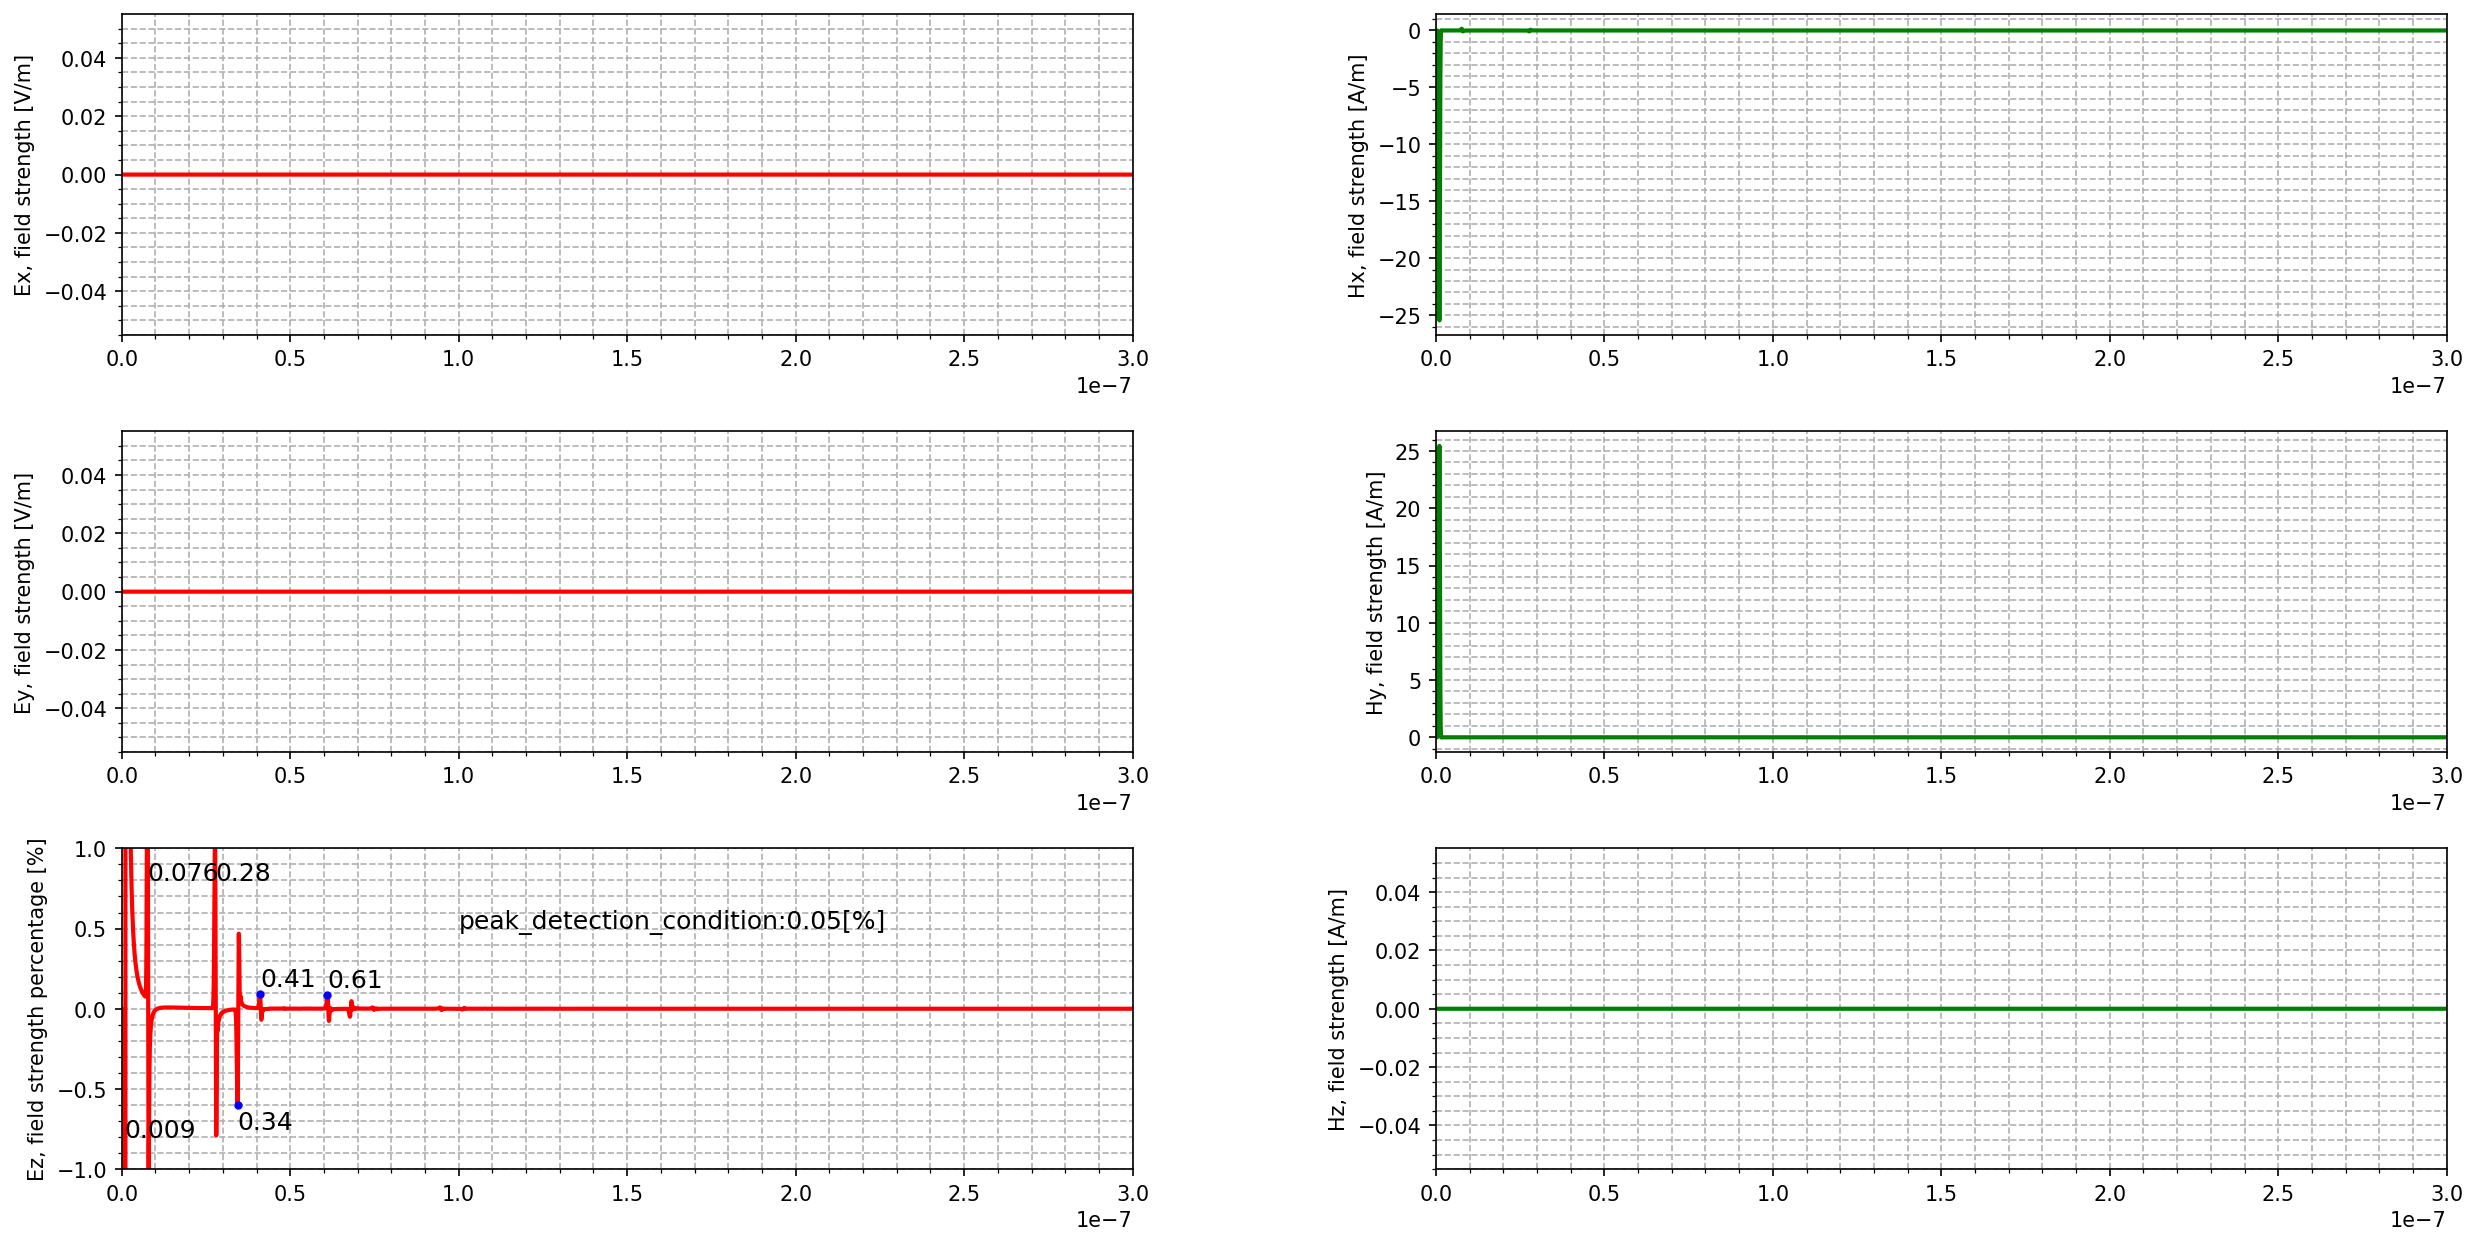 Ex, field strength [V/m]
0.04
0.02
0.00
−0.02
−0.04
0.0 0.5 1.0 1.5 2.0 2.5 3.0
1e−7
Hx, field strength [A/m]
0
−5
−10
−15
−20
−25
0.0 0.5 1.0 1.5 2.0 2.5 3.0
1e−7
Ey, field strength [V/m]
0.04
0.02
0.00
−0.02
−0.04
0.0 0.5 1.0 1.5 2.0 2.5 3.0
1e−7
Hy, field strength [A/m]
25
20
15
10
5
0
0.0 0.5 1.0 1.5 2.0 2.5 3.0
1e−7
Ez, field strength percentage [%]
1.0
0.5
0.0
−0.5
−1.0
0.076 0.28
peak_detection_condition:0.05[%]
0.41 0.61
0.009 0.34
0.0 0.5 1.0 1.5 2.0 2.5 3.0
1e−7
Hz, field strength [A/m]
0.04
0.02
0.00
−0.02
−0.04
0.0 0.5 1.0 1.5 2.0 2.5 3.0
1e−7